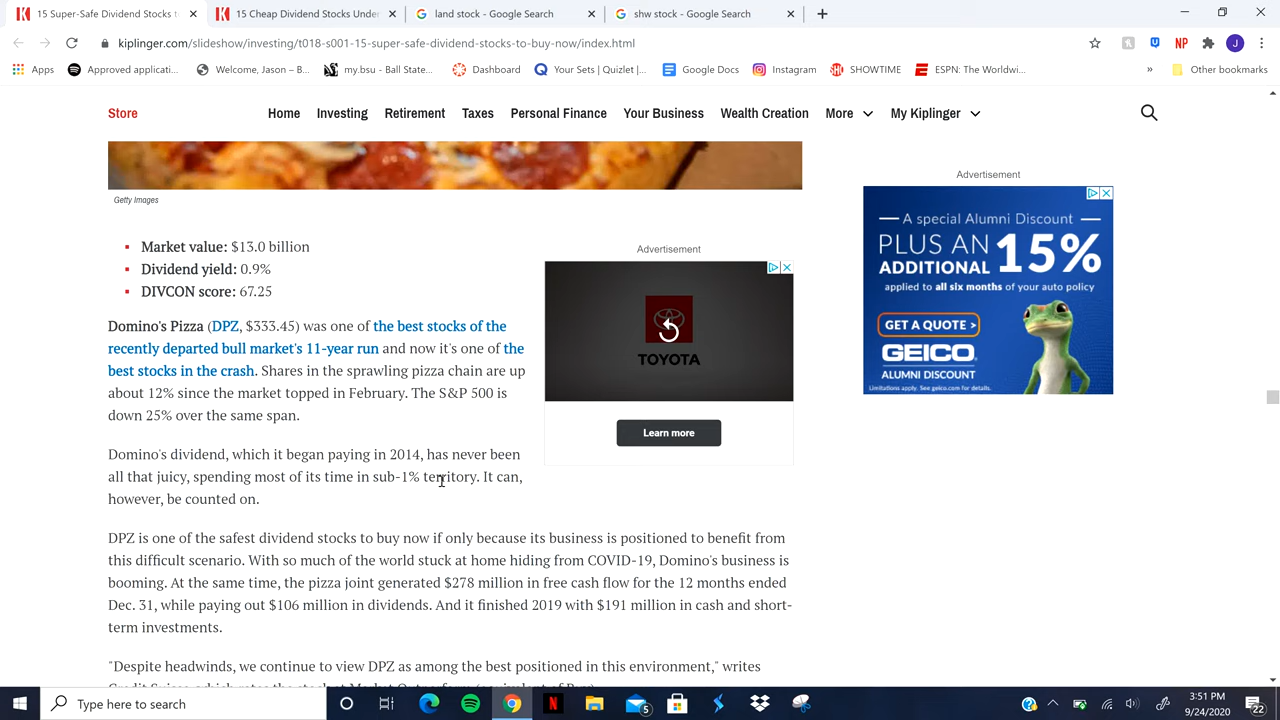 15 Super-Safe Dividend Stocks t
15 Cheap Dividend Stocks Unde
land stock - Google Search
shw stock - Google Search
kiplinger.com/slideshow/investing/t018-s001-15-super-safe-dividend-stocks-to-buy-now/index.html
NP
J
Apps
Approved applicati...
Welcome, Jason – B...
my.bsu - Ball State...
Dashboard
Your Sets | Quizlet |...
Google Docs
Instagram
SHOWTIME
ESPN: The Worldwi...
»
Other bookmarks
Store
Home
Investing
Retirement
Taxes
Personal Finance
Your Business
Wealth Creation
More
My Kiplinger
Getty Images
Market value: $13.0 billion
Dividend yield: 0.9%
DIVCON score: 67.25
Domino's Pizza (DPZ, $333.45) was one of the best stocks of the
recently departed bull market's 11-year run and now it's one of the
best stocks in the crash. Shares in the sprawling pizza chain are up
about 12% since the market topped in February. The S&P 500 is
down 25% over the same span.
Domino's dividend, which it began paying in 2014, has never been
all that juicy, spending most of its time in sub-1% territory. It can,
however, be counted on.
DPZ is one of the safest dividend stocks to buy now if only because its business is positioned to benefit from
this difficult scenario. With so much of the world stuck at home hiding from COVID-19, Domino's business is
booming. At the same time, the pizza joint generated $278 million in free cash flow for the 12 months ended
Dec. 31, while paying out $106 million in dividends. And it finished 2019 with $191 million in cash and short-
term investments.
"Despite headwinds, we continue to view DPZ as among the best positioned in this environment," writes
Advertisement
TOYOTA
Learn more
Advertisement
A special Alumni Discount
PLUS AN
ADDITIONAL 15%
applied to all six months of your auto policy
GET A QUOTE >
GEICO
ALUMNI DISCOUNT
Limitations apply. See geico.com for details.
Type here to search
5
3:51 PM
9/24/2020
22